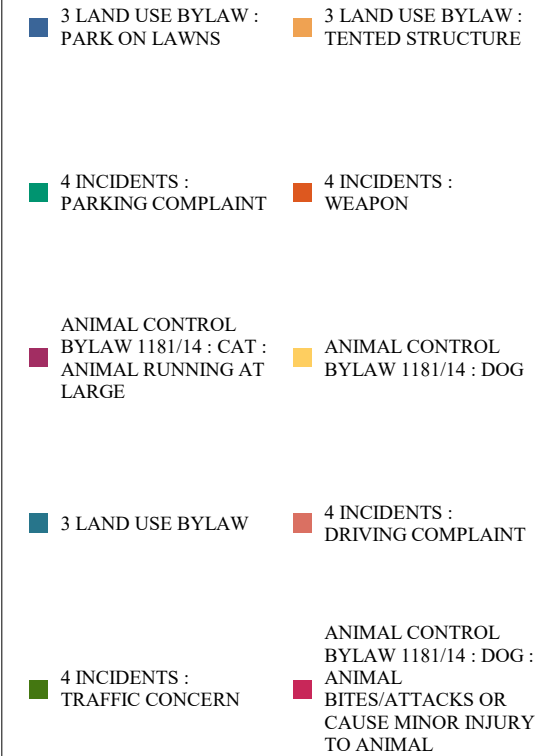 3 LAND USE BYLAW :
PARK ON LAWNS
3 LAND USE BYLAW :
TENTED STRUCTURE
4 INCIDENTS :
PARKING COMPLAINT
4 INCIDENTS :
WEAPON
ANIMAL CONTROL
BYLAW 1181/14 : CAT :
ANIMAL RUNNING AT
LARGE
ANIMAL CONTROL
BYLAW 1181/14 : DOG
3 LAND USE BYLAW
4 INCIDENTS :
DRIVING COMPLAINT
4 INCIDENTS :
TRAFFIC CONCERN
ANIMAL CONTROL
BYLAW 1181/14 : DOG :
ANIMAL
BITES/ATTACKS OR
CAUSE MINOR INJURY
TO ANIMAL